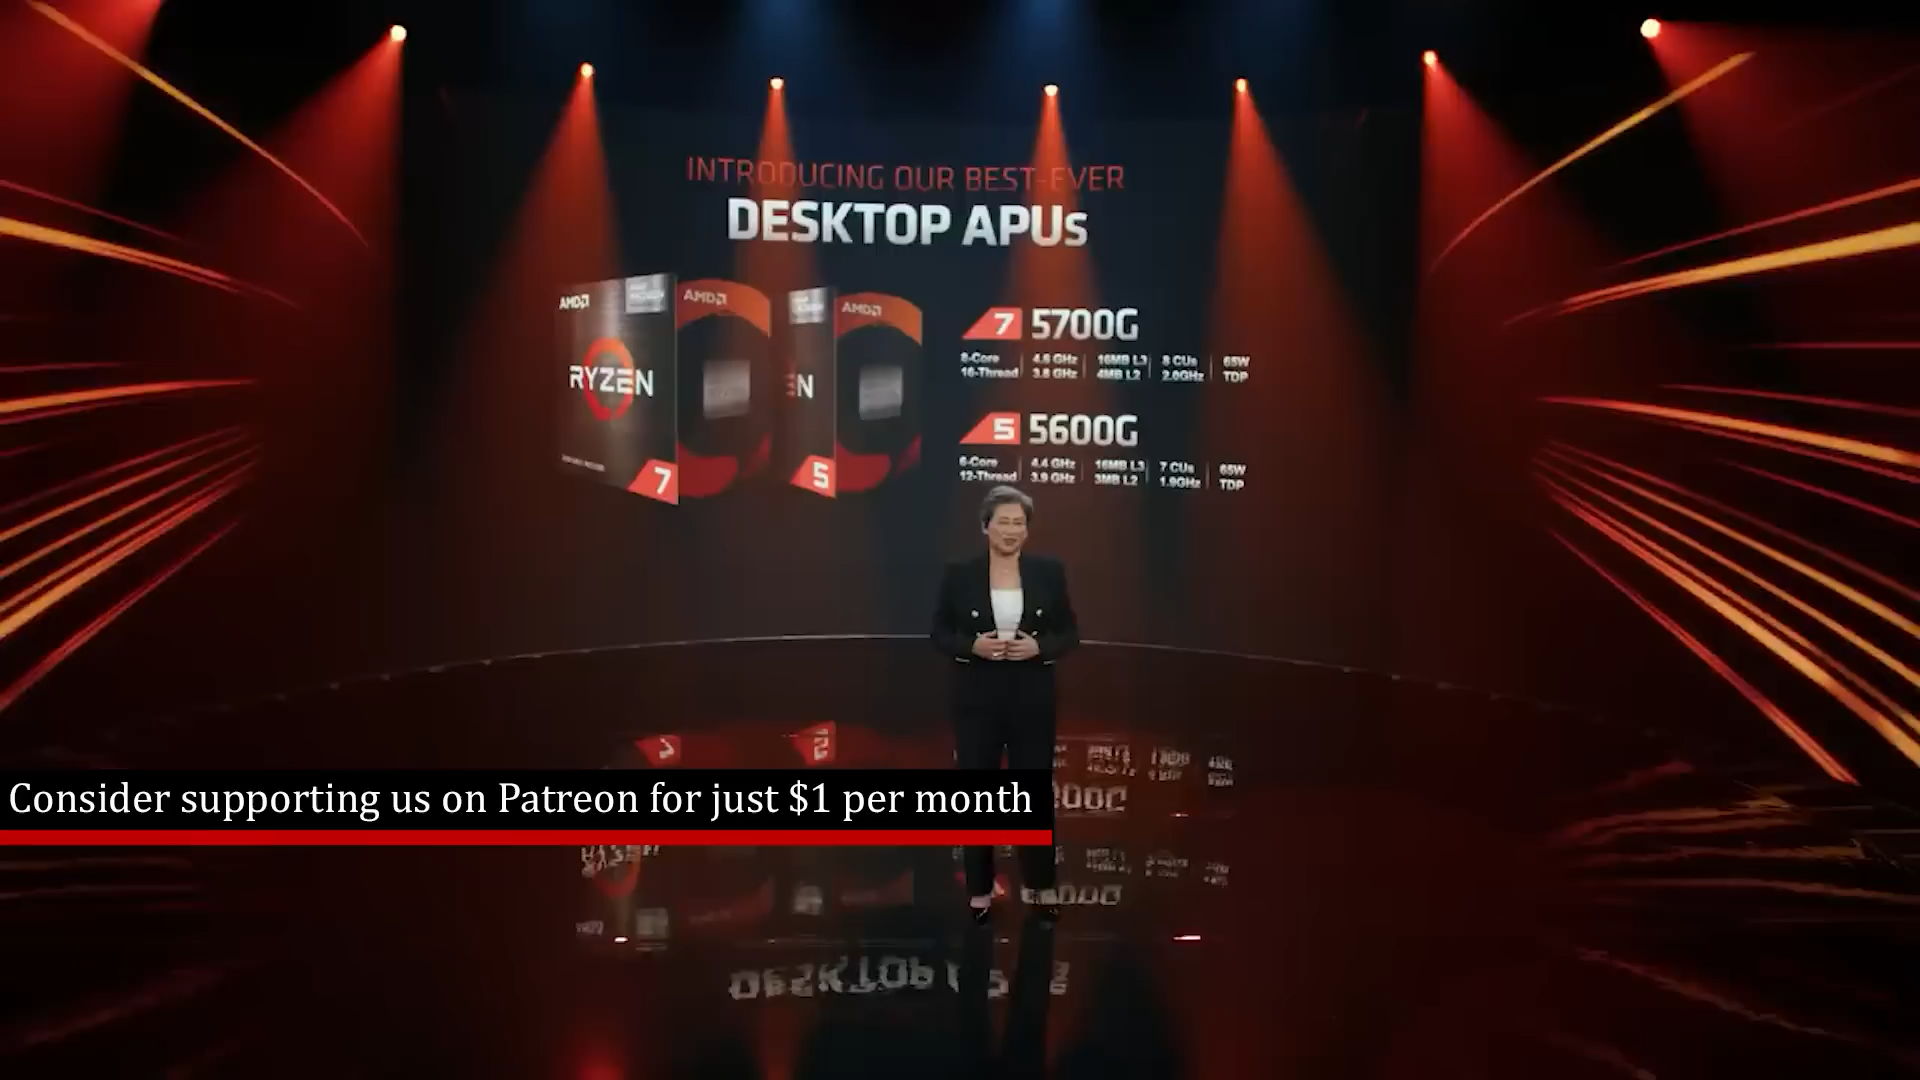 INTRODUCING OUR BEST-EVER
DESKTOP APUs
AMD
AMD
AMD
RYZEN
N
7
5
7 5700G
8-Core 4.6 GHz 16MB L3 8 CUs 65W
16-Thread 3.8 GHz 4MB L2 2.0GHz TDP
5 5600G
6-Core 4.4 GHz 16MB L3 7 CUs 65W
12-Thread 3.9 GHz 3MB L2 1.9GHz TDP
Consider supporting us on Patreon for just $1 per month